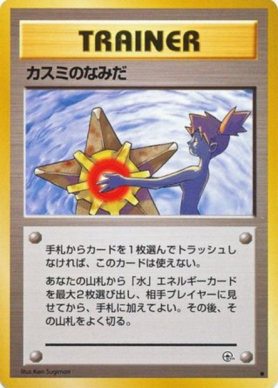 TRAINER
カスミのなみだ
手札からカードを1枚選んでトラッシュし
なければ、このカードは使えない。
あなたの山札から「水」エネルギーカード
を最大2枚選び出し、相手プレイヤーに見
せてから、手札に加えてよい。その後、そ
の山札をよく切る。
Illus.Ken Sugimori